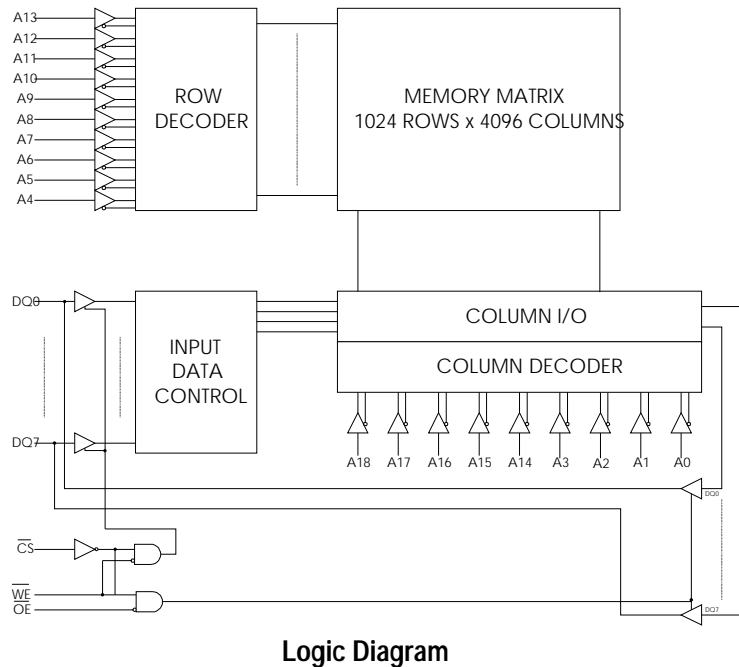 A13
A12
A11
A10
A9
A8
A7
A6
A5
A4
ROW
DECODER
MEMORY MATRIX
1024 ROWS x 4096 COLUMNS
DQ0
DQ7
INPUT
DATA
CONTROL
COLUMN I/O
COLUMN DECODER
A18 A17 A16 A15 A14 A3 A2 A1 A0
DQ0
CS
WE
OE
DQ7
Logic Diagram